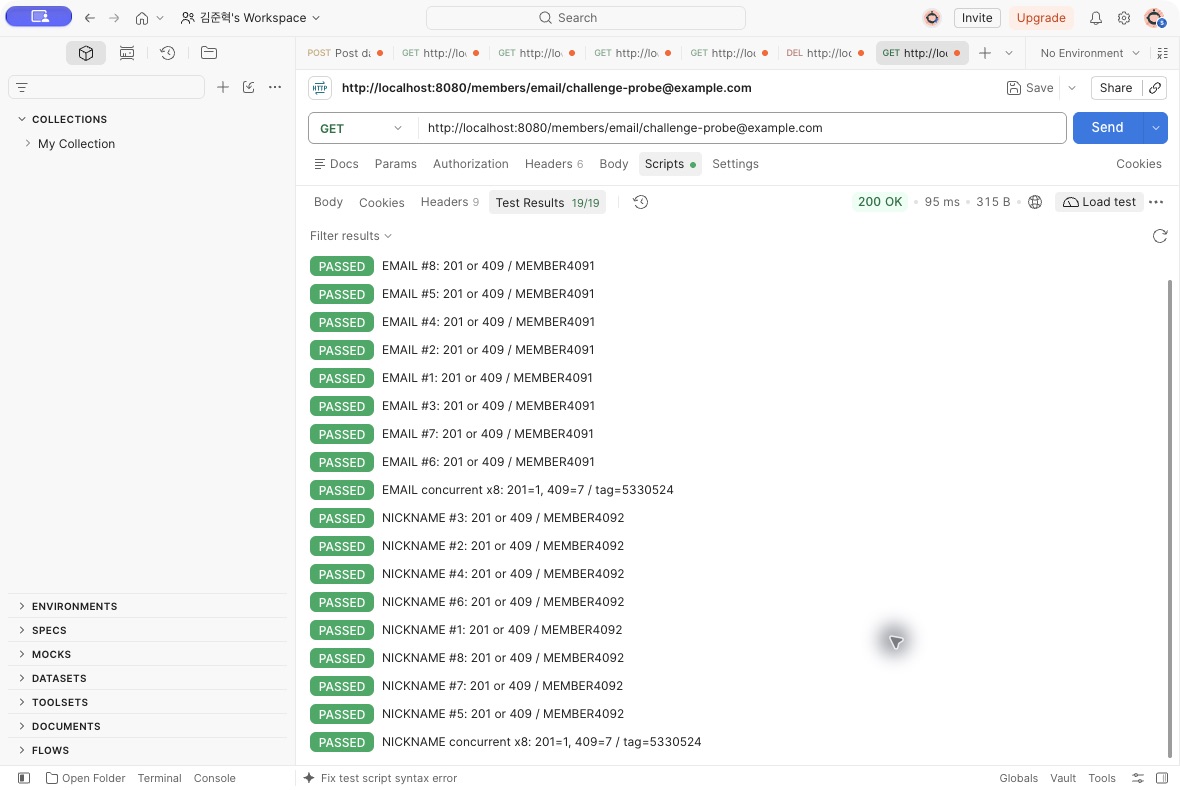 김준혁's Workspace
Search
Invite
Upgrade
POST Post da
GET http://loc
GET http://loc
GET http://loc
GET http://loc
DEL http://loc
GET http://loc
No Environment
HTTP http://localhost:8080/members/email/challenge-probe@example.com
Save
Share
GET http://localhost:8080/members/email/challenge-probe@example.com
Send
Docs Params Authorization Headers 6 Body Scripts Settings Cookies
Body Cookies Headers 9 Test Results 19/19
200 OK 95 ms 315 B Load test
Filter results
COLLECTIONS
My Collection
PASSED EMAIL #8: 201 or 409 / MEMBER4091
PASSED EMAIL #5: 201 or 409 / MEMBER4091
PASSED EMAIL #4: 201 or 409 / MEMBER4091
PASSED EMAIL #2: 201 or 409 / MEMBER4091
PASSED EMAIL #1: 201 or 409 / MEMBER4091
PASSED EMAIL #3: 201 or 409 / MEMBER4091
PASSED EMAIL #7: 201 or 409 / MEMBER4091
PASSED EMAIL #6: 201 or 409 / MEMBER4091
PASSED EMAIL concurrent x8: 201=1, 409=7 / tag=5330524
PASSED NICKNAME #3: 201 or 409 / MEMBER4092
PASSED NICKNAME #2: 201 or 409 / MEMBER4092
PASSED NICKNAME #4: 201 or 409 / MEMBER4092
PASSED NICKNAME #6: 201 or 409 / MEMBER4092
PASSED NICKNAME #1: 201 or 409 / MEMBER4092
PASSED NICKNAME #8: 201 or 409 / MEMBER4092
PASSED NICKNAME #7: 201 or 409 / MEMBER4092
PASSED NICKNAME #5: 201 or 409 / MEMBER4092
PASSED NICKNAME concurrent x8: 201=1, 409=7 / tag=5330524
ENVIRONMENTS
SPECS
MOCKS
DATASETS
TOOLSETS
DOCUMENTS
FLOWS
Open Folder Terminal Console
Fix test script syntax error
Globals Vault Tools